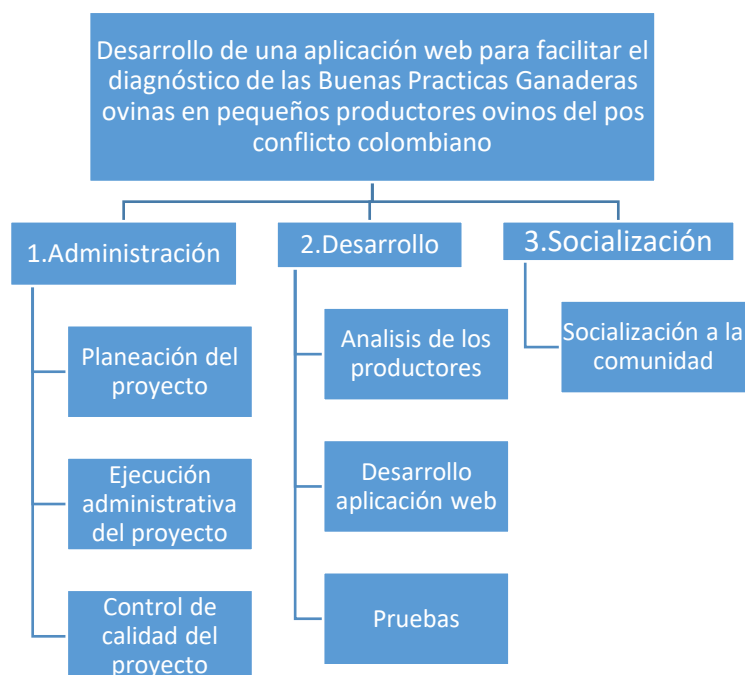 Desarrollo de una aplicación web para facilitar el
diagnóstico de las Buenas Practicas Ganaderas
ovinas en pequeños productores ovinos del pos
conflicto colombiano
1.Administración
Planeación del
proyecto
Ejecución
administrativa
del proyecto
Control de
calidad del
proyecto
2.Desarrollo
Analisis de los
productores
Desarrollo
aplicación web
Pruebas
3.Socialización
Socialización a la
comunidad